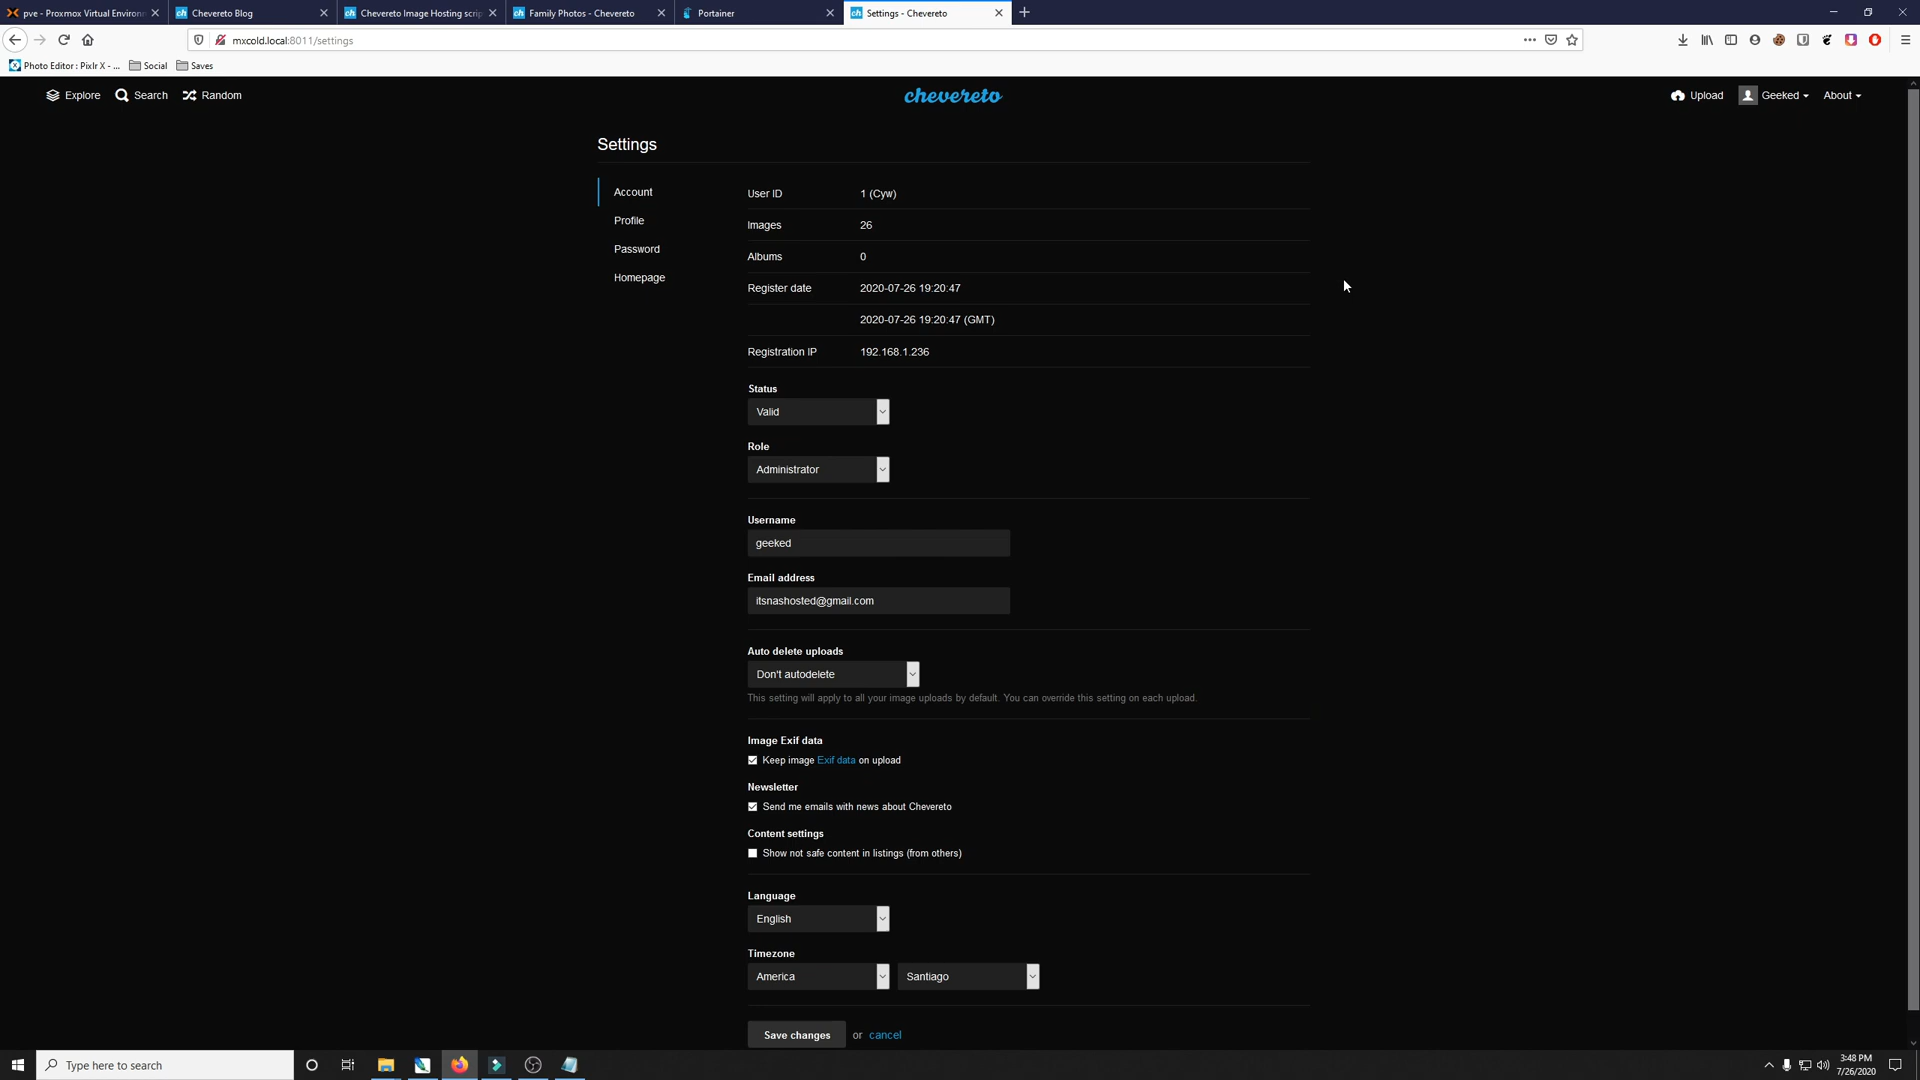 pve - Proxmox Virtual Environ
Chevereto Blog
Chevereto Image Hosting scrip
Family Photos - Chevereto
Portainer
Settings - Chevereto
mxcold.local:8011/settings
Photo Editor : Pixlr X - ...
Social
Saves
Explore
Search
Random
chevereto
Upload
Geeked
About
Settings
Account
Profile
Password
Homepage
User ID 1 (Cyw)
Images 26
Albums 0
Register date 2020-07-26 19:20:47
2020-07-26 19:20:47 (GMT)
Registration IP 192.168.1.236
Status
Valid
Role
Administrator
Username
geeked
Email address
itsnashosted@gmail.com
Auto delete uploads
Don't autodelete
This setting will apply to all your image uploads by default. You can override this setting on each upload.
Image Exif data
Keep image Exif data on upload
Newsletter
Send me emails with news about Chevereto
Content settings
Show not safe content in listings (from others)
Language
English
Timezone
America Santiago
Save changes or cancel
Type here to search
3:48 PM
7/26/2020